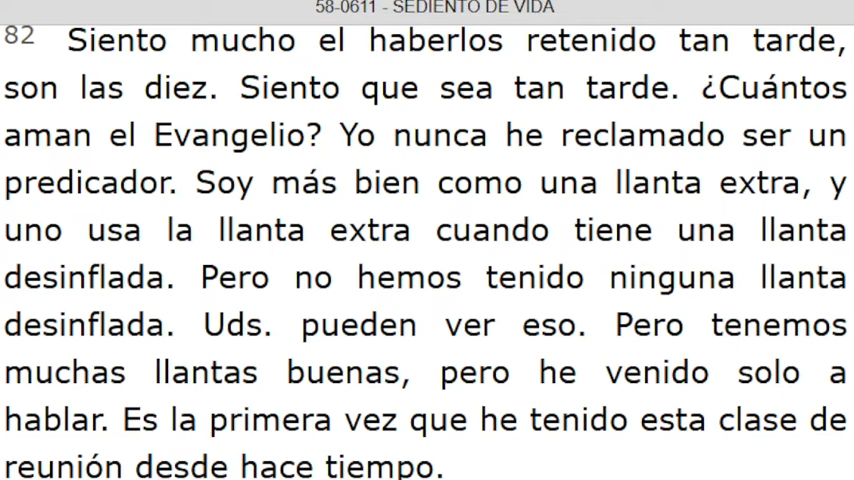 58-0611 - SEDIENTO DE VIDA
82 Siento mucho el haberlos retenido tan tarde,
son las diez. Siento que sea tan tarde. ¿Cuántos
aman el Evangelio? Yo nunca he reclamado ser un
predicador. Soy más bien como una llanta extra, y
uno usa la llanta extra cuando tiene una llanta
desinflada. Pero no hemos tenido ninguna llanta
desinflada. Uds. pueden ver eso. Pero tenemos
muchas llantas buenas, pero he venido solo a
hablar. Es la primera vez que he tenido esta clase de
reunión desde hace tiempo.